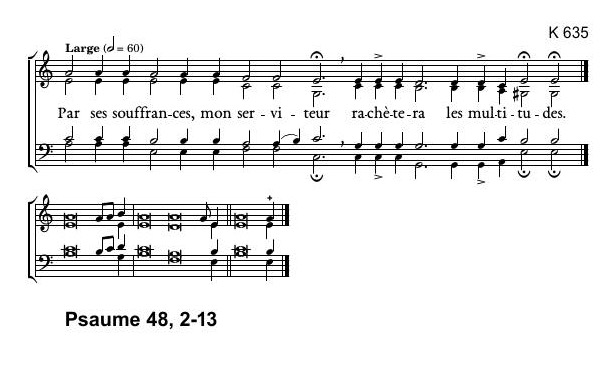 K 635
Large (𝅗𝅥 = 60)
Par ses souffran-ces, mon ser - vi - teur ra-chè-te-ra les mul-ti - tu - des.
Psaume 48, 2-13